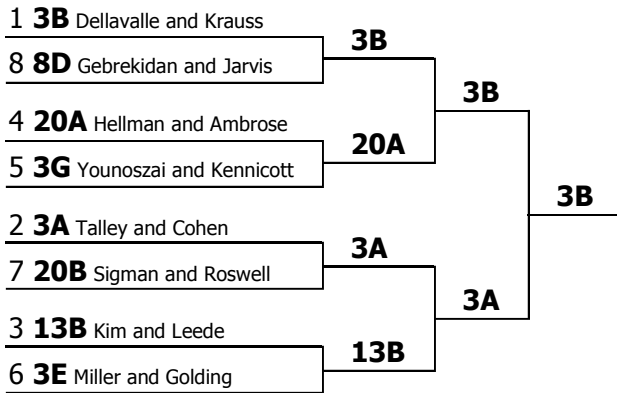 1 3B Dellavalle and Krauss
8 8D Gebrekidan and Jarvis
4 20A Hellman and Ambrose
5 3G Younoszai and Kennicott
2 3A Talley and Cohen
7 20B Sigman and Roswell
3 13B Kim and Leede
6 3E Miller and Golding
3B
20A
3A
13B
3B
3A
3B